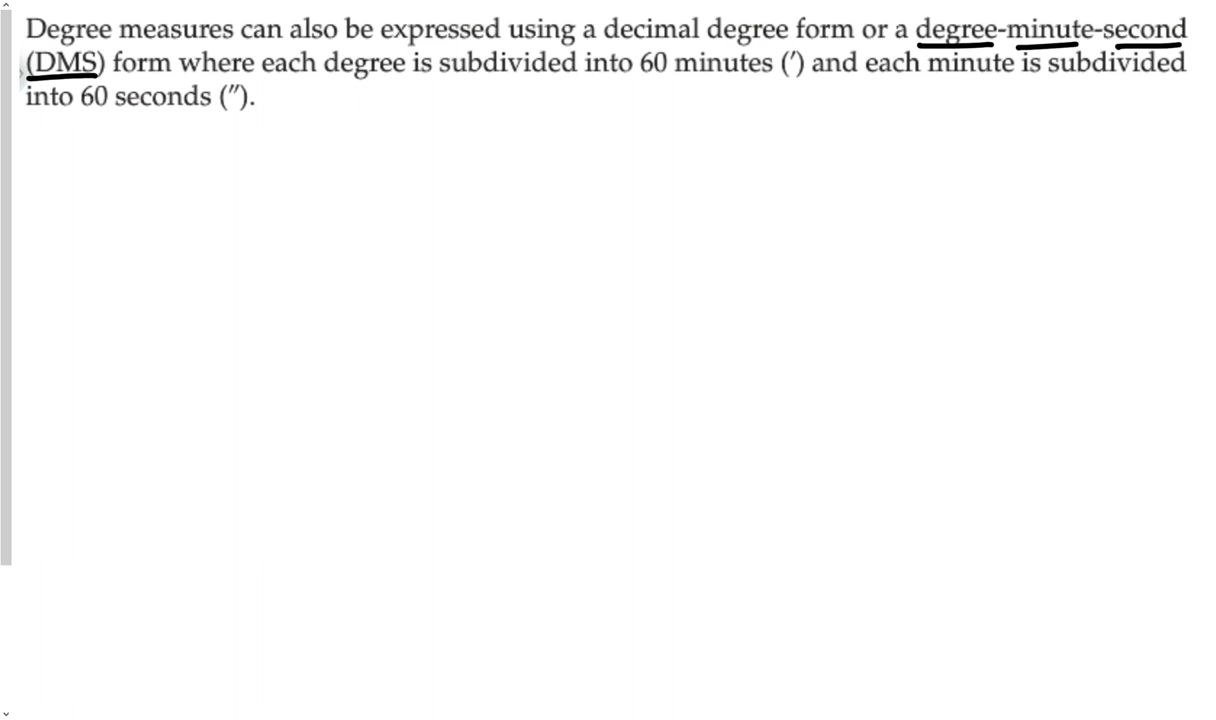 Degree measures can also be expressed using a decimal degree form or a degree-minute-second
(DMS) form where each degree is subdivided into 60 minutes (′) and each minute is subdivided
into 60 seconds (″).